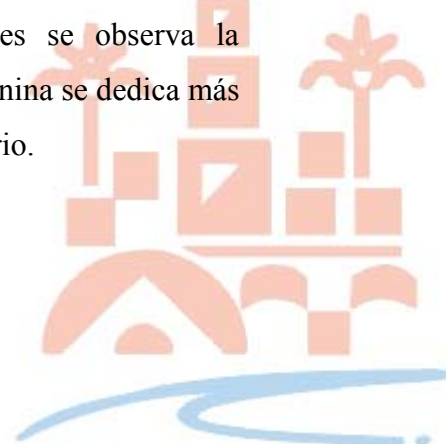 es se observa la
nina se dedica más
rio.